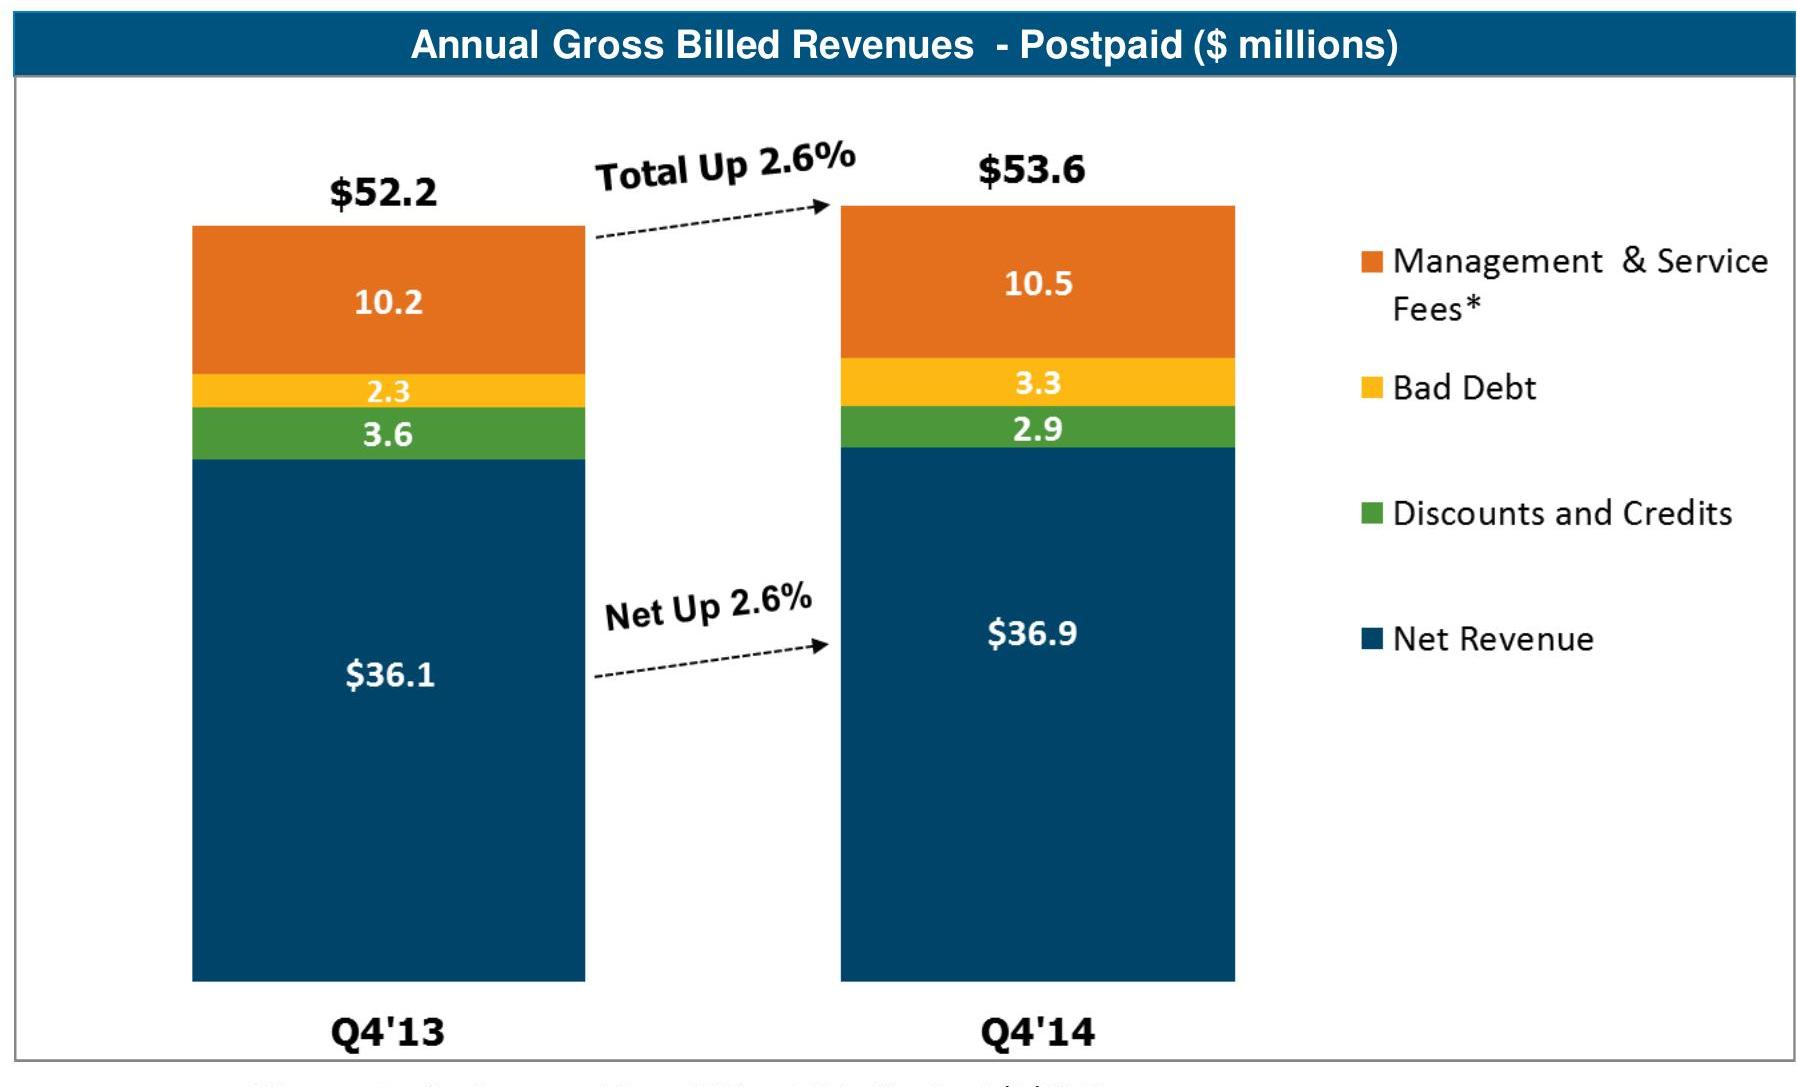 Annual Gross Billed Revenues - Postpaid ($ millions)
$52.2
Total Up 2.6%
$53.6
10.2
2.3
3.6
$36.1
Net Up 2.6%
10.5
3.3
2.9
$36.9
Management & Service
Fees*
Bad Debt
Discounts and Credits
Net Revenue
Q4'13
Q4'14